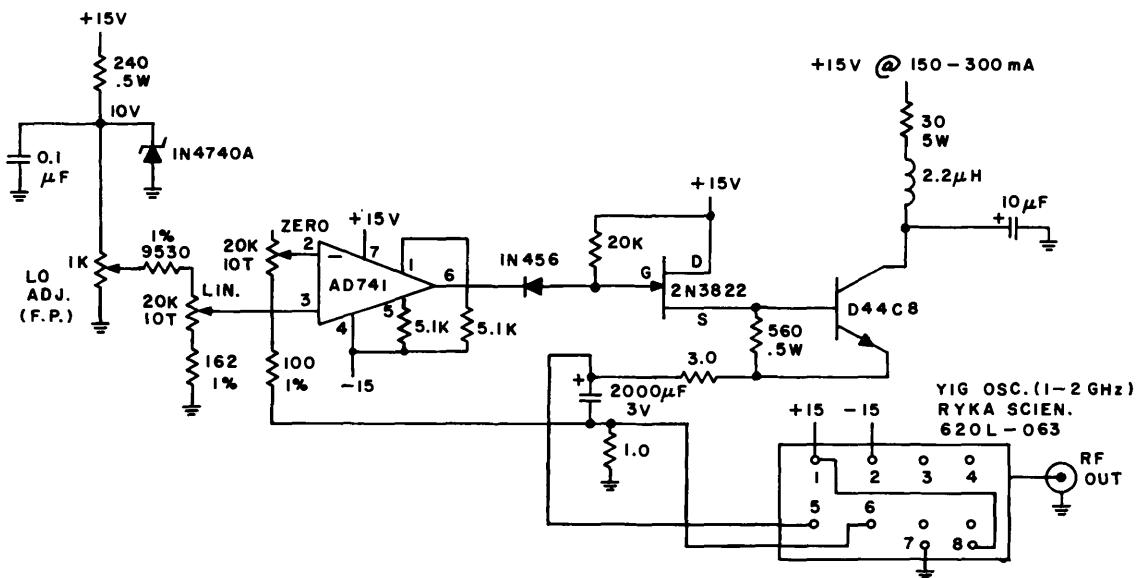 +15V
240
.5W
10V
0.1
µF
IN4740A
1K
LO
ADJ.
(F.P.)
1%
9530
20K
10T
LIN.
162
1%
ZERO
20K
10T
100
1%
2
3
+15V
7
1
AD741
6
5
4
5.1K
5.1K
-15
IN456
20K
+15V
G
D
2N3822
S
560
.5W
3.0
+
2000µF
3V
1.0
+15V @ 150-300mA
30
5W
2.2µH
10µF
+
D44C8
YIG OSC. (1-2 GHz)
RYKA SCIEN.
620L-063
+15 -15
1 2 3 4
5 6
7 8
RF
OUT